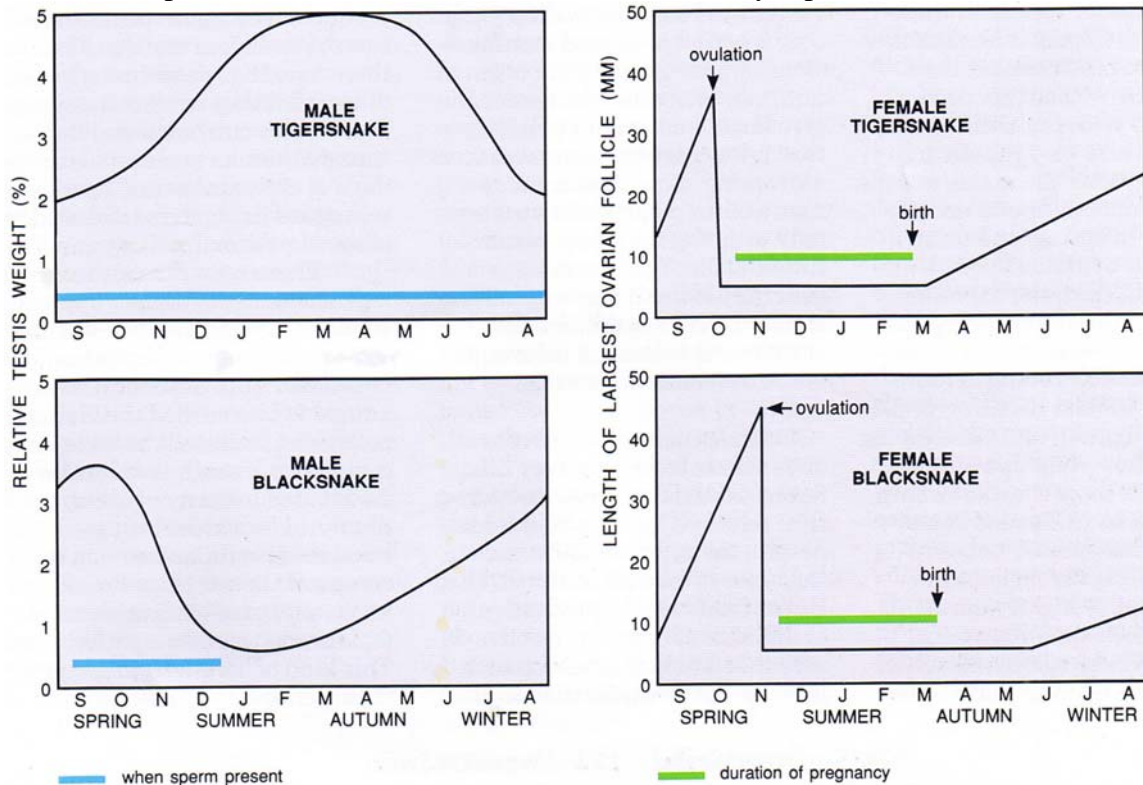 5
4
3
2
1
0
RELATIVE TESTIS WEIGHT (%)
MALE
TIGERSNAKE
S O N D J F M A M J J A
50
40
30
20
10
0
LENGTH OF LARGEST OVARIAN FOLLICLE (MM)
ovulation
FEMALE
TIGERSNAKE
birth
S O N D J F M A M J J A
5
4
3
2
1
0
MALE
BLACKSNAKE
S O N D J F M A M J J A
SPRING SUMMER AUTUMN WINTER
50
40
30
20
10
0
ovulation
FEMALE
BLACKSNAKE
birth
S O N D J F M A M J J A
SPRING SUMMER AUTUMN WINTER
when sperm present
duration of pregnancy